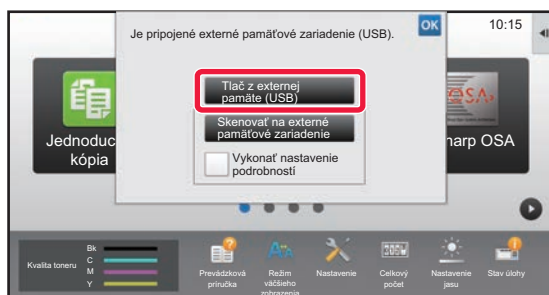 Je pripojené externé pamäťové zariadenie (USB).
OK
10:15
Tlač z externej
pamäte (USB)
Skenovať na externé
pamäťové zariadenie
Vykonať nastavenie
podrobností
Jednoduc
kópia
harp OSA
Kvalita toneru
Bk
C
M
Y
Prevádzková
príručka
Režim
väčšieho
zobrazenia
Nastavenie
Celkový
počet
Nastavenie
jasu
Stav úlohy